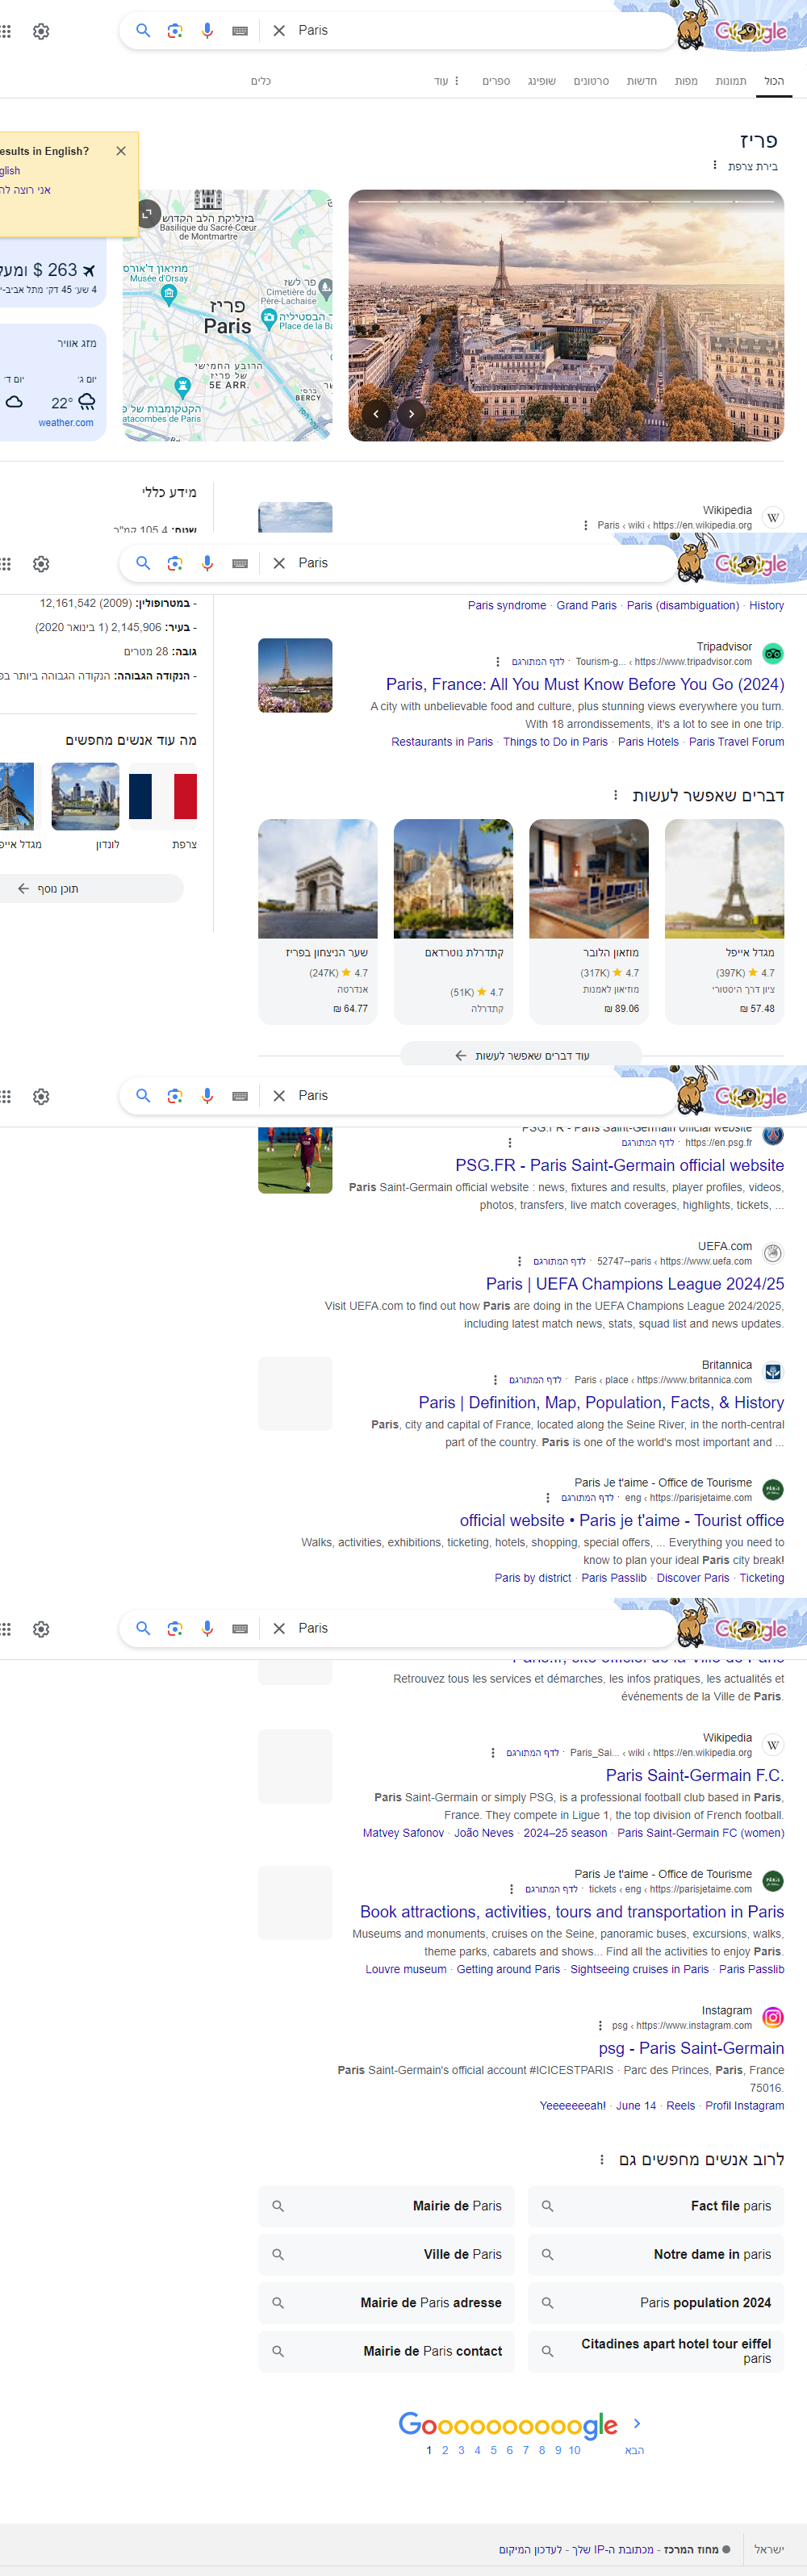 Paris
Google
הכול תמונות מפות חדשות סרטונים שופינג ספרים עוד כלים
פריז
בירת צרפת
esults in English?
glish
אני רוצה לה
בזיליקת הלב הקדוש
Basilique du Sacré-Cœur
de Montmartre
מוזיאון ד'אורסו
Musée d'Orsay
פר לשז
Cimetière du
Père-Lachaise
פריז
Paris
ר הבסטיליה
Place de la Ba
הרובע החמישי
של פריז
5E ARR.
ברסי
BERCY
הקטקומבות של פ
atacombes de Paris
263 $ ומעל
4 שע' 45 דק' מתל אביב-י
מזג אוויר
יום ג' יום ד'
22°
weather.com
Wikipedia
https://en.wikipedia.org › wiki › Paris
מידע כללי
שטח: 105.4 קמ"ר
Paris
Google
History · Paris (disambiguation) · Grand Paris · Paris syndrome
- במטרופולין: 12,161,542 (2009)
- בעיר: 2,145,906 (1 בינואר 2020)
גובה: 28 מטרים
- הנקודה הגבוהה: הנקודה הגבוהה ביותר בפ
Tripadvisor
https://www.tripadvisor.com › Tourism-g... · לדף המתורגם
Paris, France: All You Must Know Before You Go (2024)
A city with unbelievable food and culture, plus stunning views everywhere you turn.
With 18 arrondissements, it's a lot to see in one trip.
Paris Travel Forum · Paris Hotels · Things to Do in Paris · Restaurants in Paris
מה עוד אנשים מחפשים
צרפת לונדון מגדל אייפ
תוכן נוסף
דברים שאפשר לעשות
מגדל אייפל
4.7 (397K)
ציון דרך היסטורי
57.48 ₪
מוזאון הלובר
4.7 (317K)
מוזיאון לאמנות
89.06 ₪
קתדרלת נוטרדאם
4.7 (51K)
קתדרלה
שער הניצחון בפריז
4.7 (247K)
אנדרטה
64.77 ₪
עוד דברים שאפשר לעשות
Paris
Google
PSG.FR - Paris Saint-Germain official website
https://en.psg.fr · לדף המתורגם
PSG.FR - Paris Saint-Germain official website
Paris Saint-Germain official website : news, fixtures and results, player profiles, videos,
photos, transfers, live match coverages, highlights, tickets, ...
UEFA.com
https://www.uefa.com › 52747--paris · לדף המתורגם
Paris | UEFA Champions League 2024/25
Visit UEFA.com to find out how Paris are doing in the UEFA Champions League 2024/2025,
including latest match news, stats, squad list and news updates.
Britannica
https://www.britannica.com › place › Paris · לדף המתורגם
Paris | Definition, Map, Population, Facts, & History
Paris, city and capital of France, located along the Seine River, in the north-central
part of the country. Paris is one of the world's most important and ...
Paris Je t'aime - Office de Tourisme
https://parisjetaime.com › eng · לדף המתורגם
official website • Paris je t'aime - Tourist office
Walks, activities, exhibitions, ticketing, hotels, shopping, special offers, ... Everything you need to
know to plan your ideal Paris city break!
Ticketing · Discover Paris · Paris Passlib · Paris by district
Paris
Google
Paris.fr, site officiel de la Ville de Paris
Retrouvez tous les services et démarches, les infos pratiques, les actualités et
événements de la Ville de Paris.
Wikipedia
https://en.wikipedia.org › wiki › Paris_Sai... · לדף המתורגם
Paris Saint-Germain F.C.
Paris Saint-Germain or simply PSG, is a professional football club based in Paris,
France. They compete in Ligue 1, the top division of French football.
Paris Saint-Germain FC (women) · 2024–25 season · João Neves · Matvey Safonov
Paris Je t'aime - Office de Tourisme
https://parisjetaime.com › eng › tickets · לדף המתורגם
Book attractions, activities, tours and transportation in Paris
Museums and monuments, cruises on the Seine, panoramic buses, excursions, walks,
theme parks, cabarets and shows... Find all the activities to enjoy Paris.
Paris Passlib · Sightseeing cruises in Paris · Getting around Paris · Louvre museum
Instagram
https://www.instagram.com › psg
psg - Paris Saint-Germain
Paris Saint-Germain's official account #ICICESTPARIS · Parc des Princes, Paris, France
75016.
Profil Instagram · Reels · June 14 · Yeeeeeeeah!
לרוב אנשים מחפשים גם
Fact file paris
Mairie de Paris
Notre dame in paris
Ville de Paris
Paris population 2024
Mairie de Paris adresse
Citadines apart hotel tour eiffel
paris
Mairie de Paris contact
Goooooooooogle
1 2 3 4 5 6 7 8 9 10 הבא
ישראל
מחוז המרכז - מכתובת ה-IP שלך - לעדכון המיקום